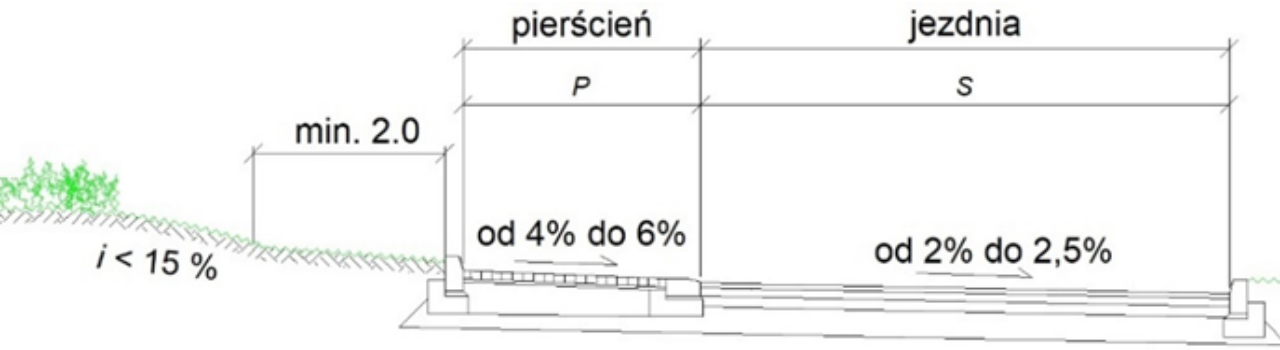 pierścień
jezdnia
P
S
min. 2.0
od 4% do 6%
od 2% do 2,5%
i < 15 %